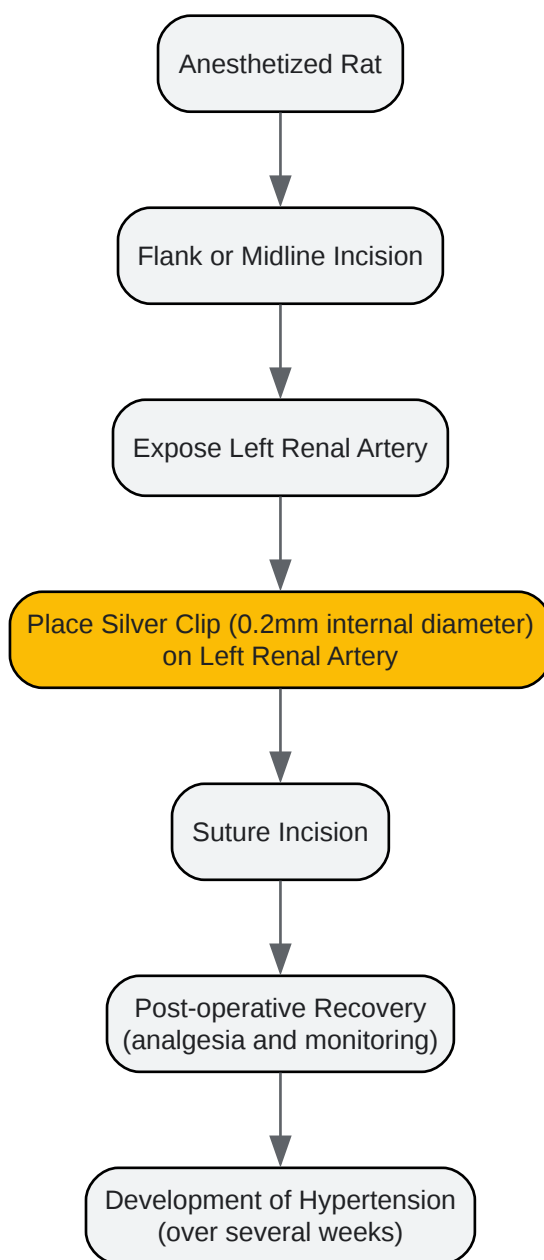 Anesthetized Rat
Flank or Midline Incision
Expose Left Renal Artery
Place Silver Clip (0.2mm internal diameter)
on Left Renal Artery
Suture Incision
Post-operative Recovery
(analgesia and monitoring)
Development of Hypertension
(over several weeks)